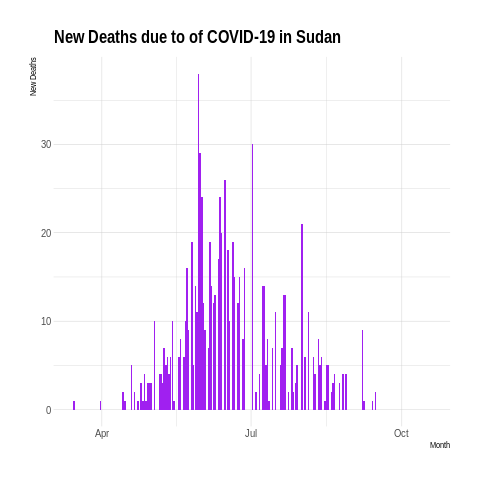 New Deaths due to of COVID-19 in Sudan
New Deaths
30
20
10
0
Apr
Jul
Oct
Month